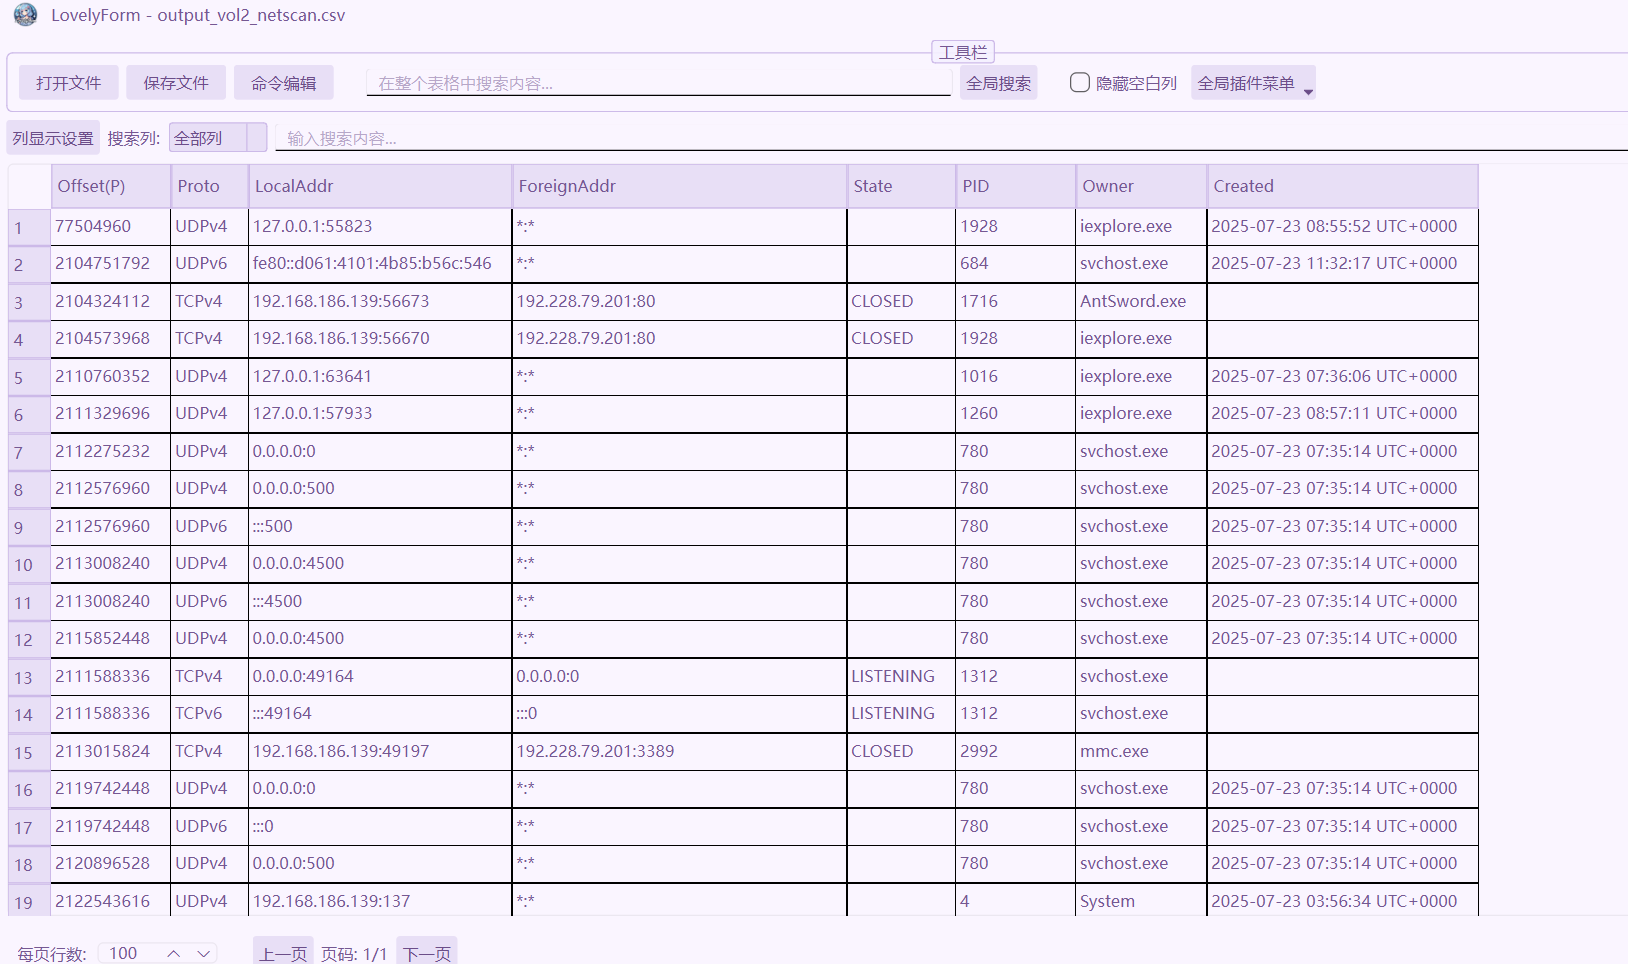 LovelyForm - output_vol2_netscan.csv
工具栏
打开文件 保存文件 命令编辑 在整个表格中搜索内容... 全局搜索 隐藏空白列 全局插件菜单
列显示设置 搜索列: 全部列 输入搜索内容...
Offset(P) Proto LocalAddr ForeignAddr State PID Owner Created
1 77504960 UDPv4 127.0.0.1:55823 *:* 1928 iexplore.exe 2025-07-23 08:55:52 UTC+0000
2 2104751792 UDPv6 fe80::d061:4101:4b85:b56c:546 *:* 684 svchost.exe 2025-07-23 11:32:17 UTC+0000
3 2104324112 TCPv4 192.168.186.139:56673 192.228.79.201:80 CLOSED 1716 AntSword.exe
4 2104573968 TCPv4 192.168.186.139:56670 192.228.79.201:80 CLOSED 1928 iexplore.exe
5 2110760352 UDPv4 127.0.0.1:63641 *:* 1016 iexplore.exe 2025-07-23 07:36:06 UTC+0000
6 2111329696 UDPv4 127.0.0.1:57933 *:* 1260 iexplore.exe 2025-07-23 08:57:11 UTC+0000
7 2112275232 UDPv4 0.0.0.0:0 *:* 780 svchost.exe 2025-07-23 07:35:14 UTC+0000
8 2112576960 UDPv4 0.0.0.0:500 *:* 780 svchost.exe 2025-07-23 07:35:14 UTC+0000
9 2112576960 UDPv6 :::500 *:* 780 svchost.exe 2025-07-23 07:35:14 UTC+0000
10 2113008240 UDPv4 0.0.0.0:4500 *:* 780 svchost.exe 2025-07-23 07:35:14 UTC+0000
11 2113008240 UDPv6 :::4500 *:* 780 svchost.exe 2025-07-23 07:35:14 UTC+0000
12 2115852448 UDPv4 0.0.0.0:4500 *:* 780 svchost.exe 2025-07-23 07:35:14 UTC+0000
13 2111588336 TCPv4 0.0.0.0:49164 0.0.0.0:0 LISTENING 1312 svchost.exe
14 2111588336 TCPv6 :::49164 :::0 LISTENING 1312 svchost.exe
15 2113015824 TCPv4 192.168.186.139:49197 192.228.79.201:3389 CLOSED 2992 mmc.exe
16 2119742448 UDPv4 0.0.0.0:0 *:* 780 svchost.exe 2025-07-23 07:35:14 UTC+0000
17 2119742448 UDPv6 :::0 *:* 780 svchost.exe 2025-07-23 07:35:14 UTC+0000
18 2120896528 UDPv4 0.0.0.0:500 *:* 780 svchost.exe 2025-07-23 07:35:14 UTC+0000
19 2122543616 UDPv4 192.168.186.139:137 *:* 4 System 2025-07-23 03:56:34 UTC+0000
每页行数: 100 上一页 页码: 1/1 下一页